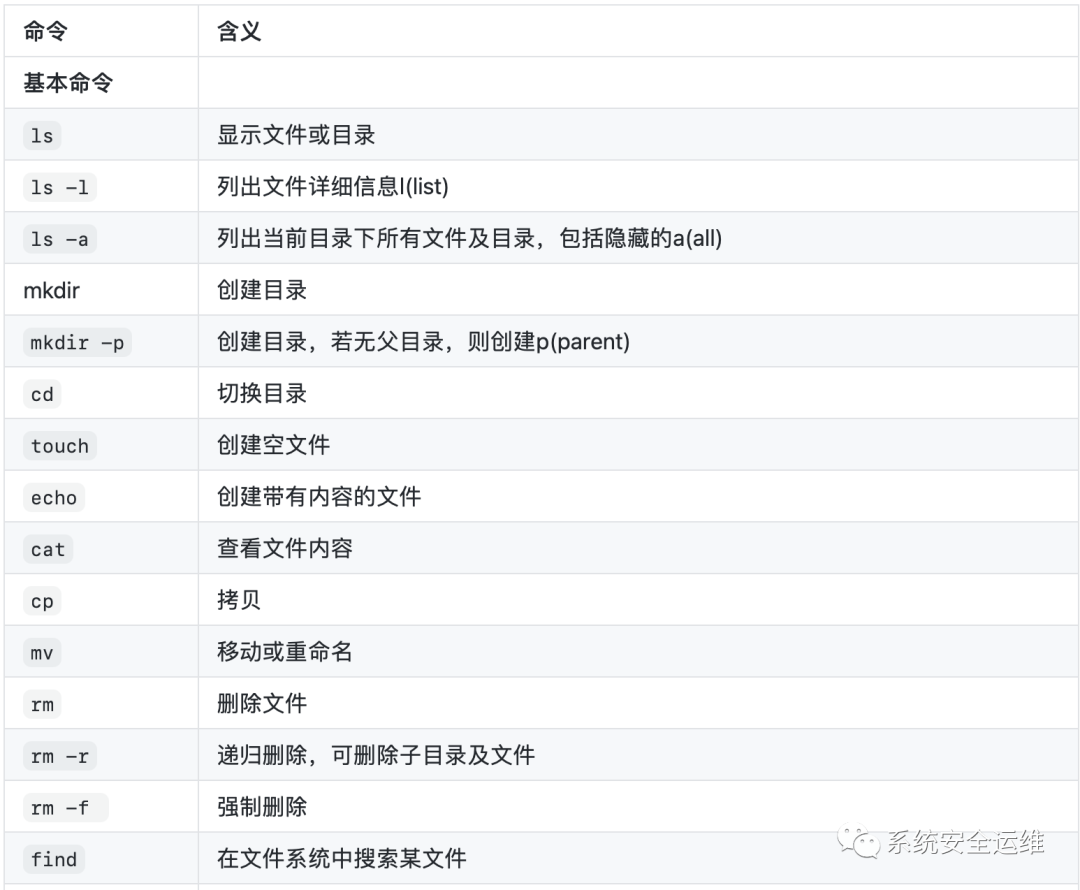 命令 含义
基本命令
ls 显示文件或目录
ls -l 列出文件详细信息l(list)
ls -a 列出当前目录下所有文件及目录，包括隐藏的a(all)
mkdir 创建目录
mkdir -p 创建目录，若无父目录，则创建p(parent)
cd 切换目录
touch 创建空文件
echo 创建带有内容的文件
cat 查看文件内容
cp 拷贝
mv 移动或重命名
rm 删除文件
rm -r 递归删除，可删除子目录及文件
rm -f 强制删除
find 在文件系统中搜索某文件
系统安全运维